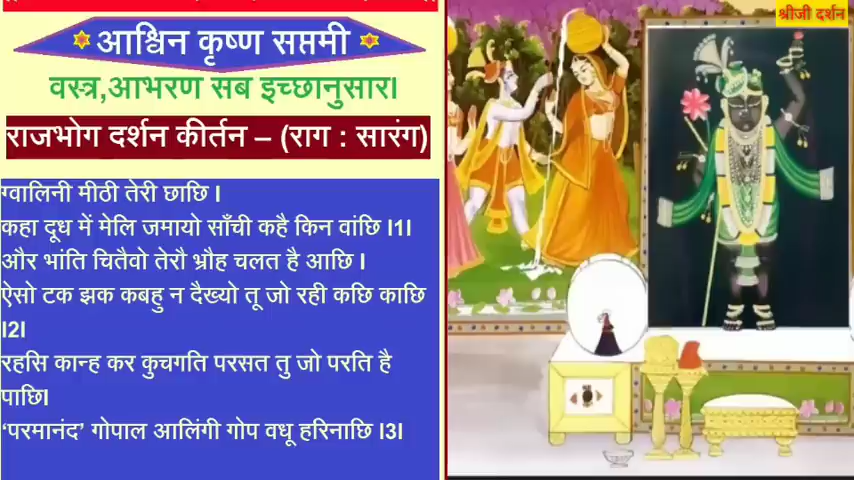 श्रीजी दर्शन
आश्विन कृष्ण सप्तमी
वस्त्र,आभरण सब इच्छानुसार।
राजभोग दर्शन कीर्तन – (राग : सारंग)
ग्वालिनी मीठी तेरी छाछि ।
कहा दूध में मेलि जमायो साँची कहै किन वांछि ।1।
और भांति चितैवो तेरौ भ्रौह चलत है आछि ।
ऐसो टक झक कबहु न दैख्यो तू जो रही कछि काछि
।2।
रहसि कान्ह कर कुचगति परसत तु जो परति है
पाछि।
‘परमानंद’ गोपाल आलिंगी गोप वधू हरिनाछि ।3।